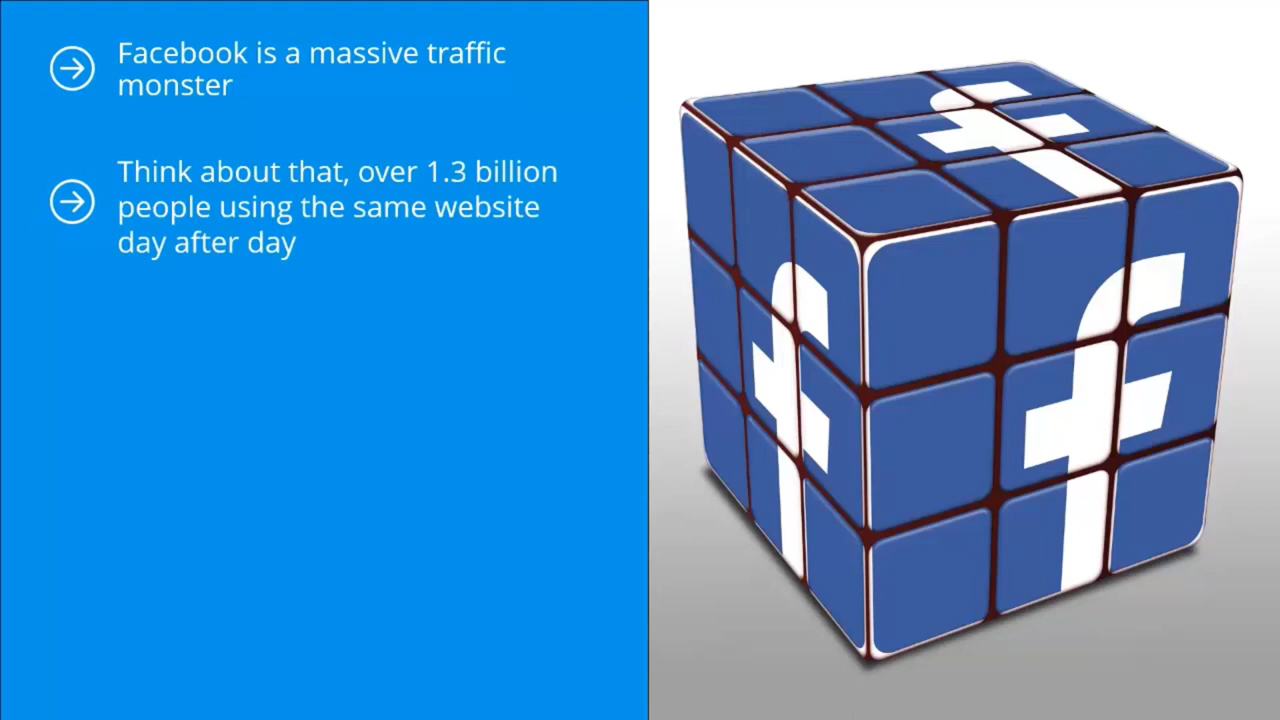 Facebook is a massive traffic
monster
Think about that, over 1.3 billion
people using the same website
day after day
f
f
f